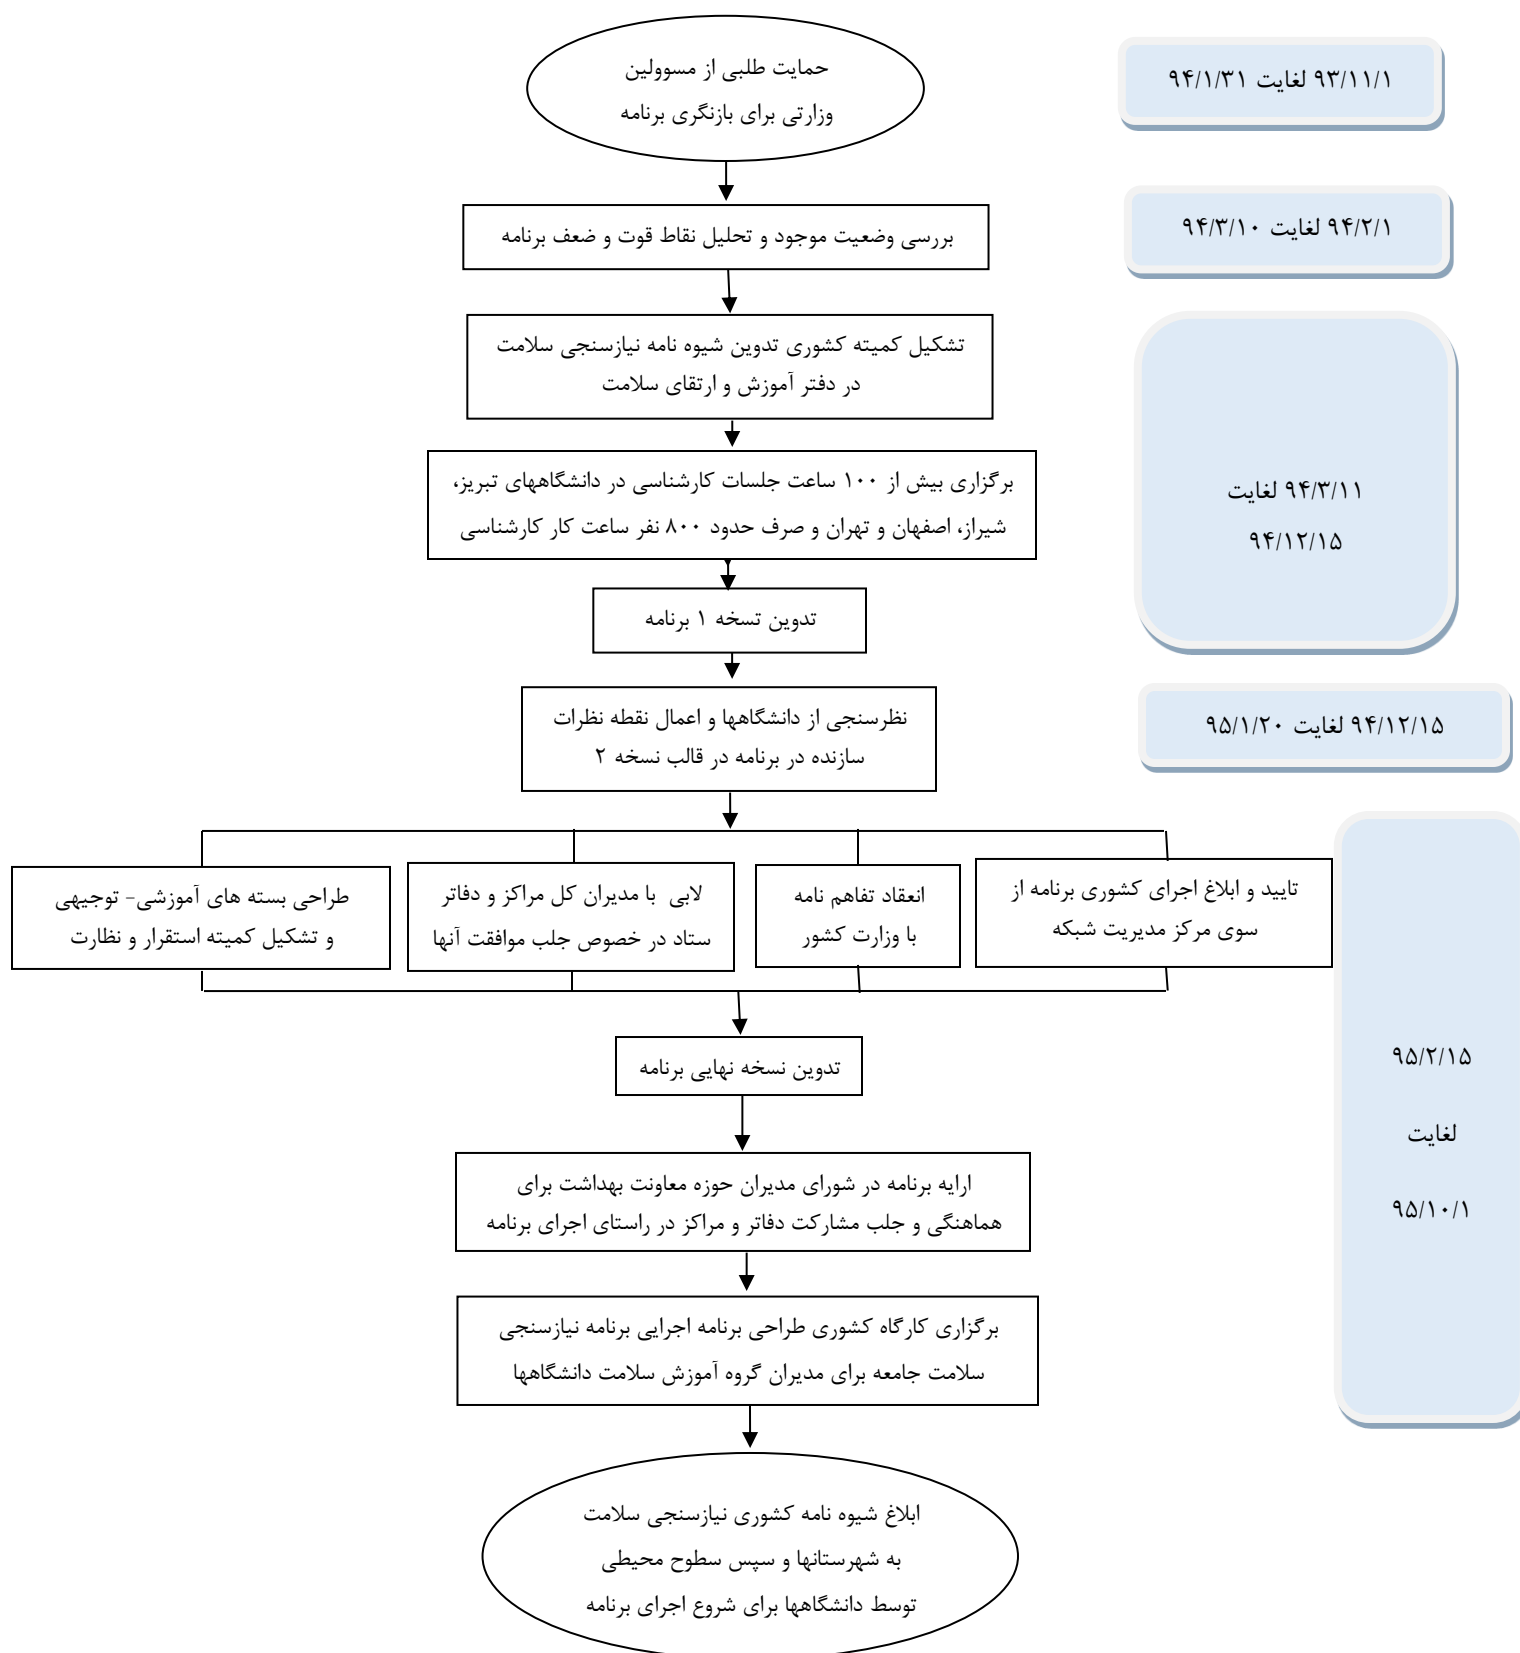 حمایت طلبی از مسوولین
وزارتی برای بازنگری برنامه
۹۳/۱۱/۱ لغایت ۹۴/۱/۳۱
بررسی وضعیت موجود و تحلیل نقاط قوت و ضعف برنامه
۹۴/۲/۱ لغایت ۹۴/۳/۱۰
تشکیل کمیته کشوری تدوین شیوه نامه نیازسنجی سلامت
در دفتر آموزش و ارتقای سلامت
برگزاری بیش از ۱۰۰ ساعت جلسات کارشناسی در دانشگاههای تبریز،
شیراز، اصفهان و تهران و صرف حدود ۸۰۰ نفر ساعت کار کارشناسی
۹۴/۳/۱۱ لغایت
۹۴/۱۲/۱۵
تدوین تسخه ۱ برنامه
نظرسنجی از دانشگاهها و اعمال نقطه نظرات
سازنده در برنامه در قالب نسخه ۲
۹۴/۱۲/۱۵ لغایت ۹۵/۱/۲۰
تایید و ابلاغ اجرای کشوری برنامه از
سوی مرکز مدیریت شبکه
انعقاد تفاهم نامه
با وزارت کشور
لابی با مدیران کل مراکز و دفاتر
ستاد در خصوص جلب موافقت آنها
طراحی بسته های آموزشی- توجیهی
و تشکیل کمیته استقرار و نظارت
تدوین نسخه نهایی برنامه
۹۵/۲/۱۵
لغایت
۹۵/۱۰/۱
ارایه برنامه در شورای مدیران حوزه معاونت بهداشت برای
هماهنگی و جلب مشارکت دفاتر و مراکز در راستای اجرای برنامه
برگزاری کارگاه کشوری طراحی برنامه اجرایی برنامه نیازسنجی
سلامت جامعه برای مدیران گروه آموزش سلامت دانشگاهها
ابلاغ شیوه نامه کشوری نیازسنجی سلامت
به شهرستانها و سپس سطوح محیطی
توسط دانشگاهها برای شروع اجرای برنامه